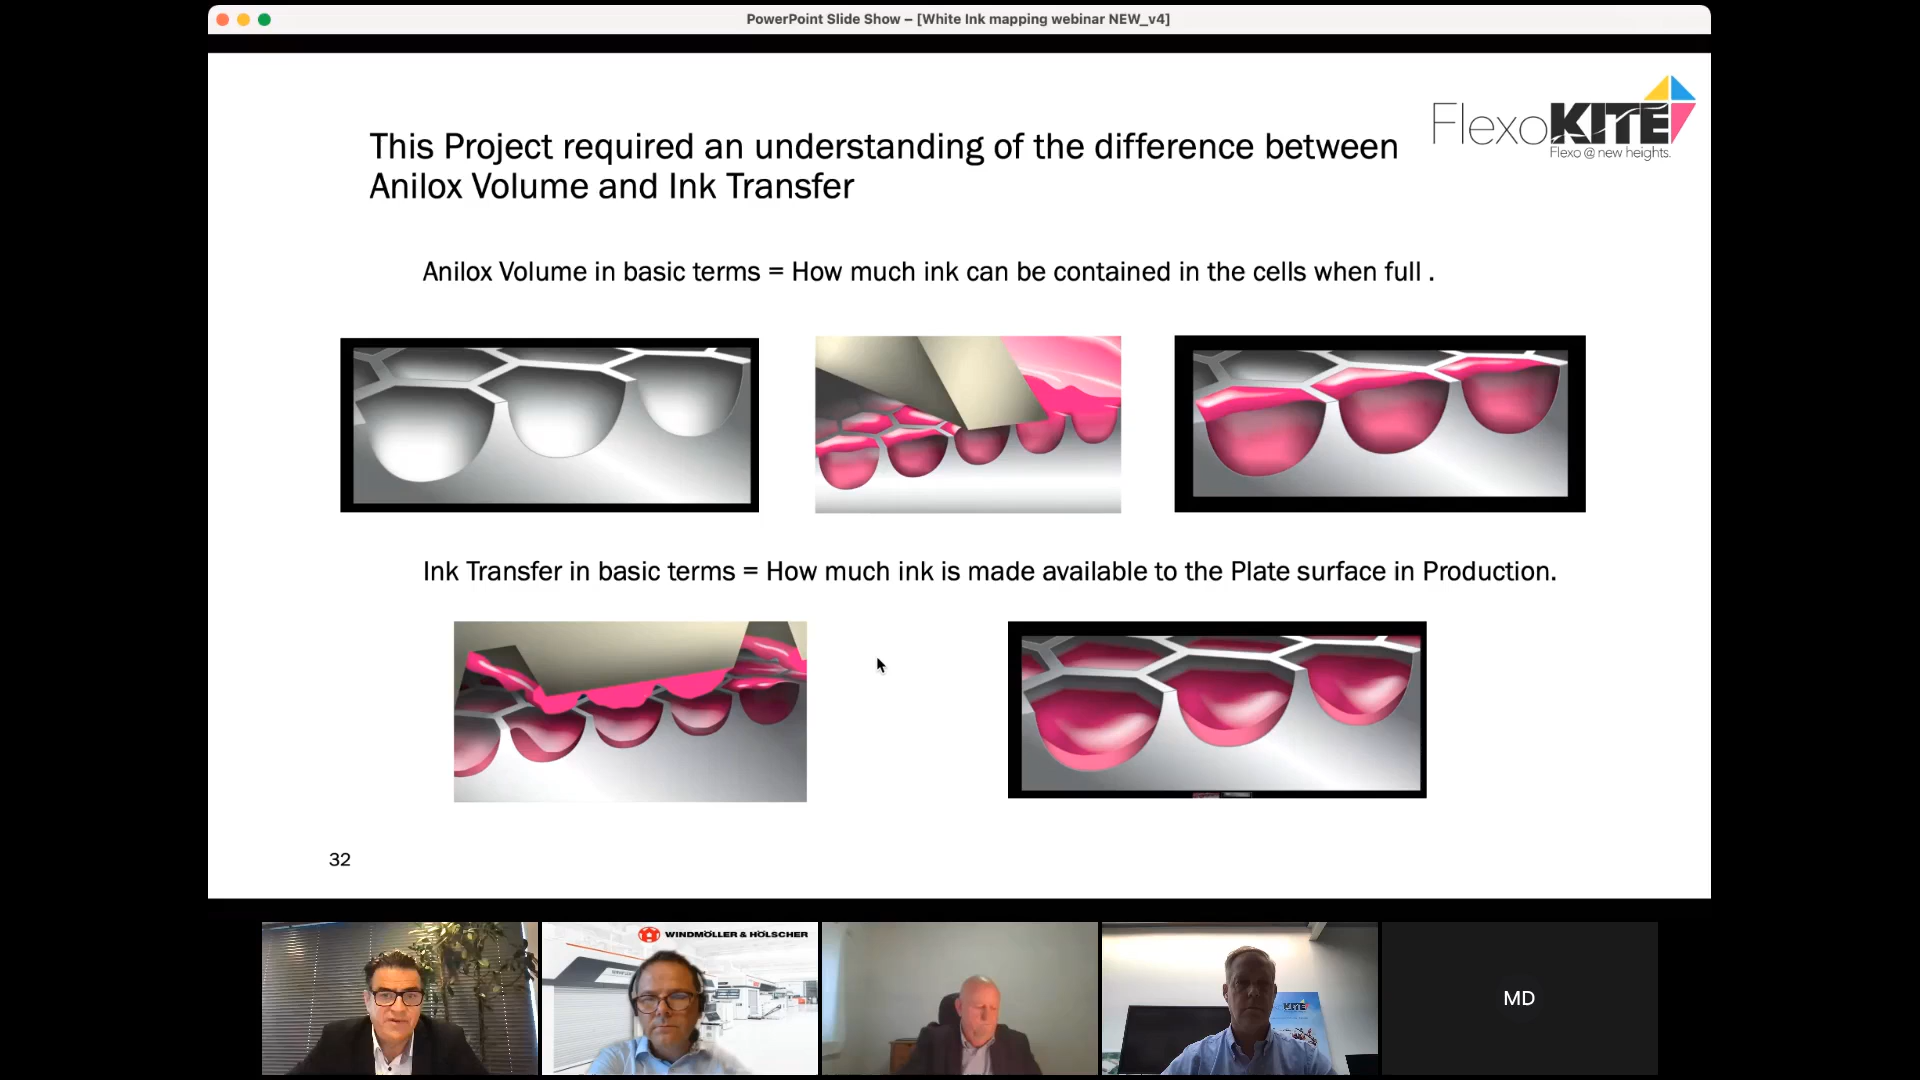 PowerPoint Slide Show – [White Ink mapping webinar NEW_v4]
FlexoKITE
Flexo @ new heights.
This Project required an understanding of the difference between
Anilox Volume and Ink Transfer
Anilox Volume in basic terms = How much ink can be contained in the cells when full .
Ink Transfer in basic terms = How much ink is made available to the Plate surface in Production.
32
WINDMÖLLER & HÖLSCHER
KITE
MD